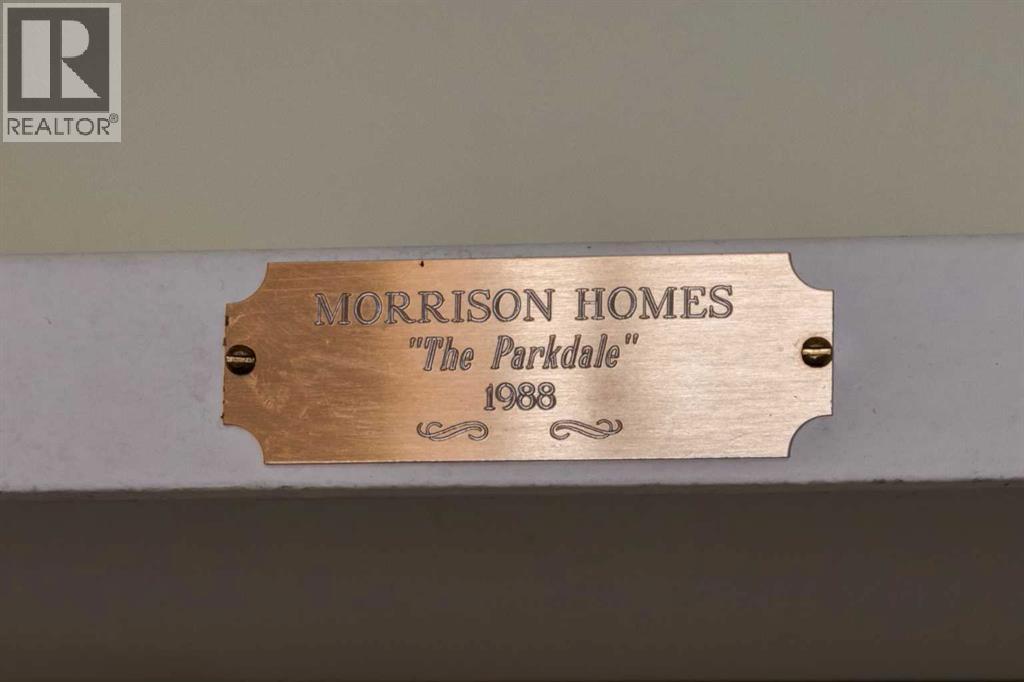 R
REALTOR®
MORRISON HOMES
"The Parkdale"
1988